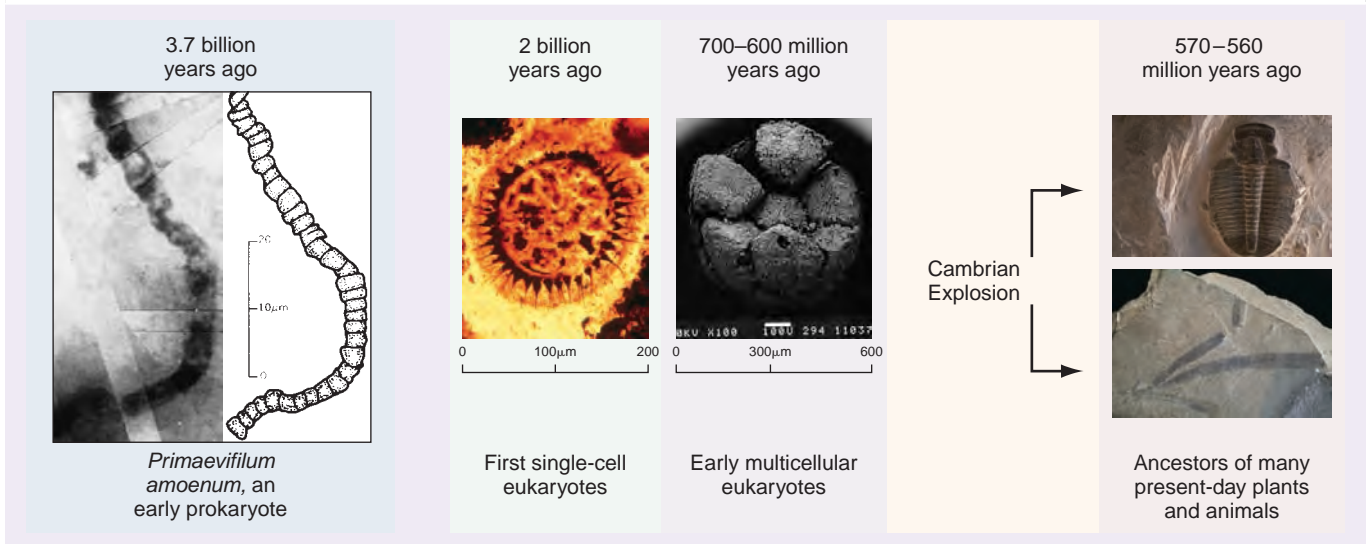 3.7 billion
years ago
20
10μm
0
Primaevifilum
amoenum, an
early prokaryote
2 billion
years ago
0 100μm 200
First single-cell
eukaryotes
700–600 million
years ago
0KV X100 100U 294 11037
0 300μm 600
Early multicellular
eukaryotes
Cambrian
Explosion
570–560
million years ago
Ancestors of many
present-day plants
and animals